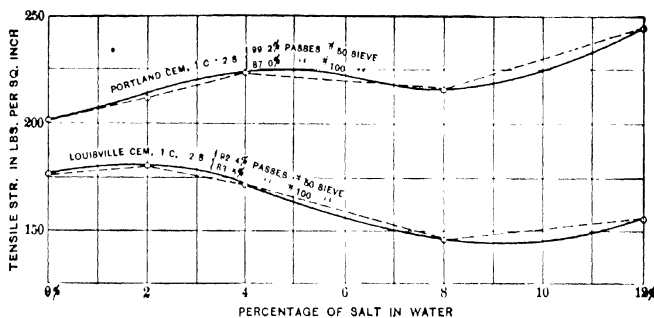 TENSILE STR. IN LBS. PER SQ. INCH
250
200
150
PORTLAND CEM, 1 C 2 S
99.2% PASSES #50 SIEVE
87.0% " #100 "
LOUISVILLE CEM, 1 C. 2 S
92.4% PASSES #50 SIEVE
" #100 "
0% 2 4 6 8 10 12%
PERCENTAGE OF SALT IN WATER